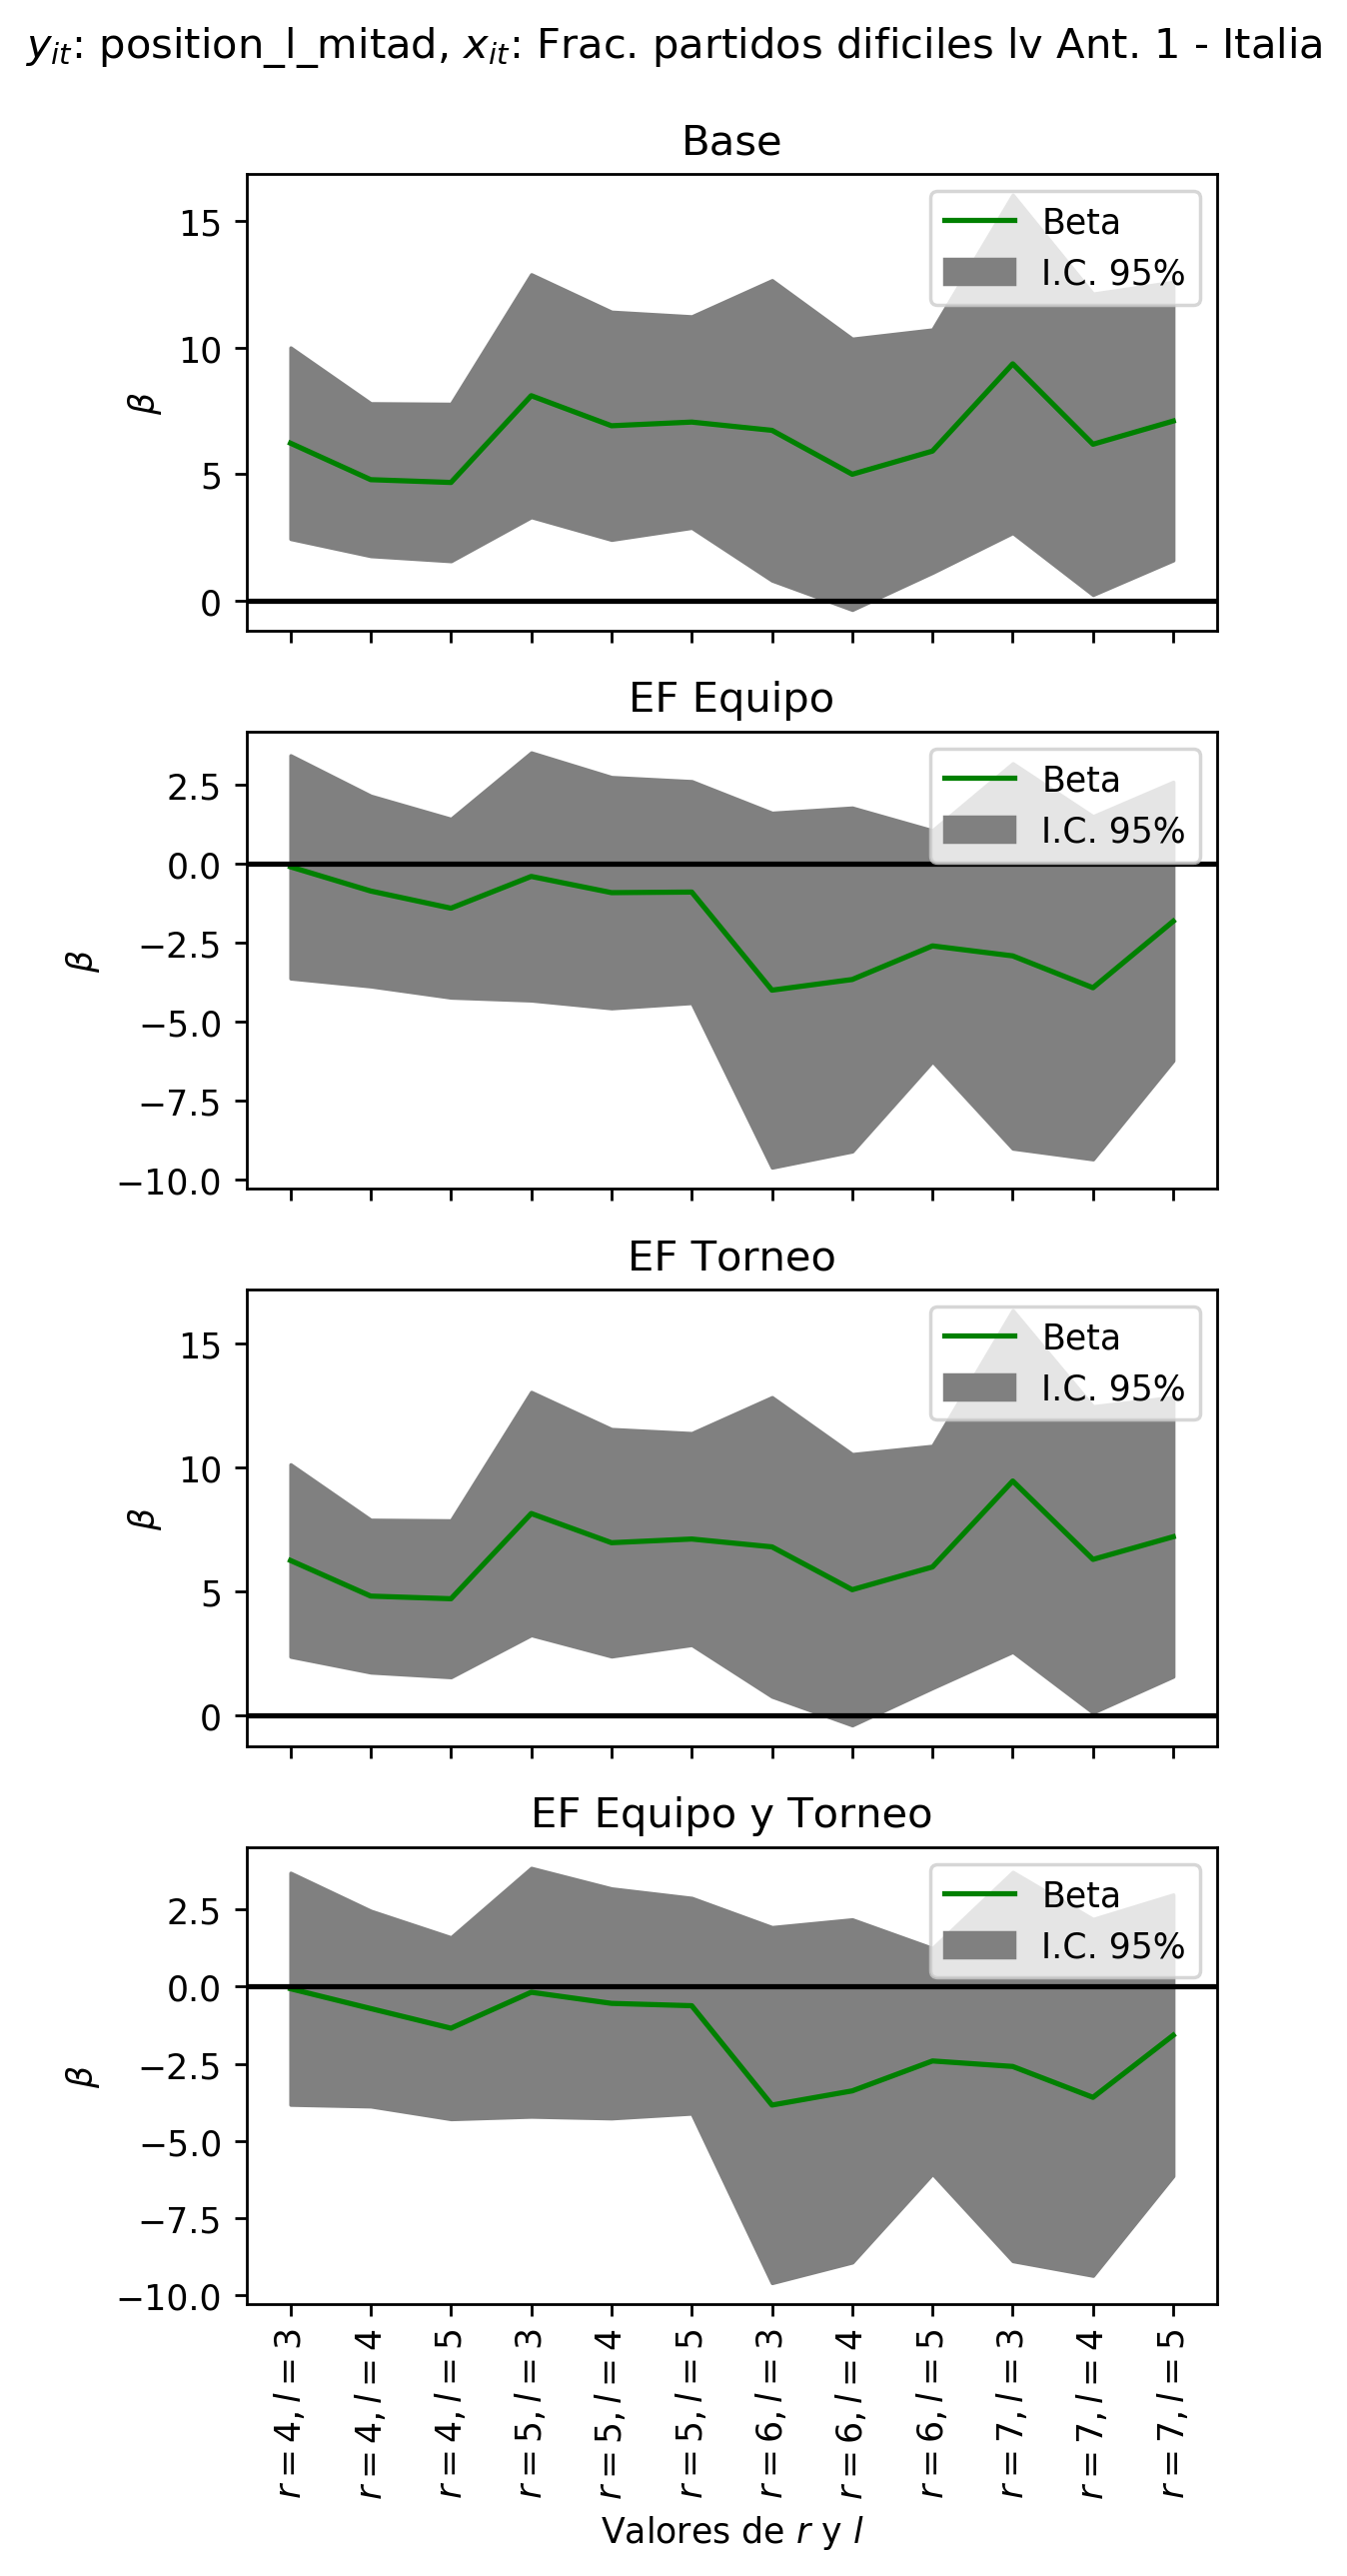 y_it: position_l_mitad, x_it: Frac. partidos dificiles lv Ant. 1 - Italia
Base
Beta
I.C. 95%
15
10
5
0
β
EF Equipo
Beta
I.C. 95%
2.5
0.0
−2.5
−5.0
−7.5
−10.0
β
EF Torneo
Beta
I.C. 95%
15
10
5
0
β
EF Equipo y Torneo
Beta
I.C. 95%
2.5
0.0
−2.5
−5.0
−7.5
−10.0
β
r = 4, l = 3
r = 4, l = 4
r = 4, l = 5
r = 5, l = 3
r = 5, l = 4
r = 5, l = 5
r = 6, l = 3
r = 6, l = 4
r = 6, l = 5
r = 7, l = 3
r = 7, l = 4
r = 7, l = 5
Valores de r y l